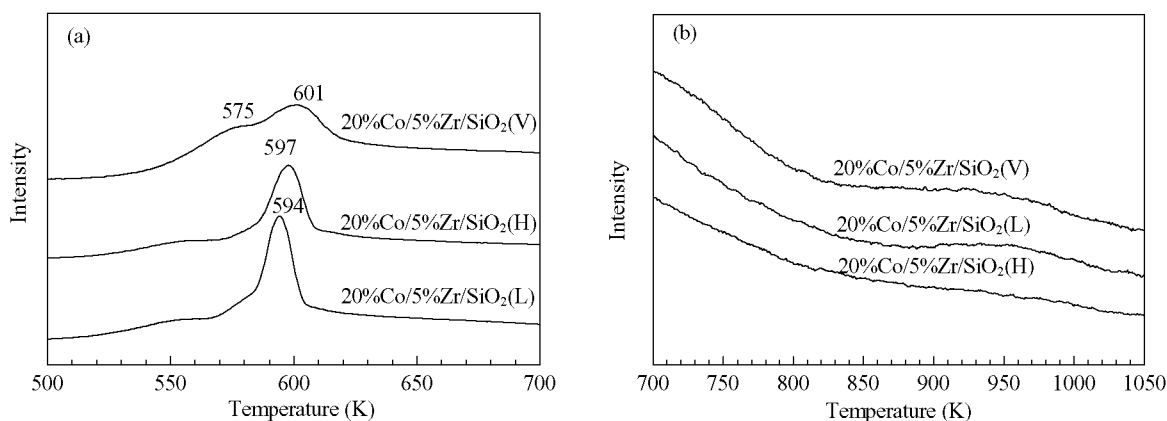 (a)
575
601
20%Co/5%Zr/SiO2(V)
597
20%Co/5%Zr/SiO2(H)
594
20%Co/5%Zr/SiO2(L)
Intensity
500 550 600 650 700
Temperature (K)
(b)
20%Co/5%Zr/SiO2(V)
20%Co/5%Zr/SiO2(L)
20%Co/5%Zr/SiO2(H)
Intensity
700 750 800 850 900 950 1000 1050
Temperature (K)